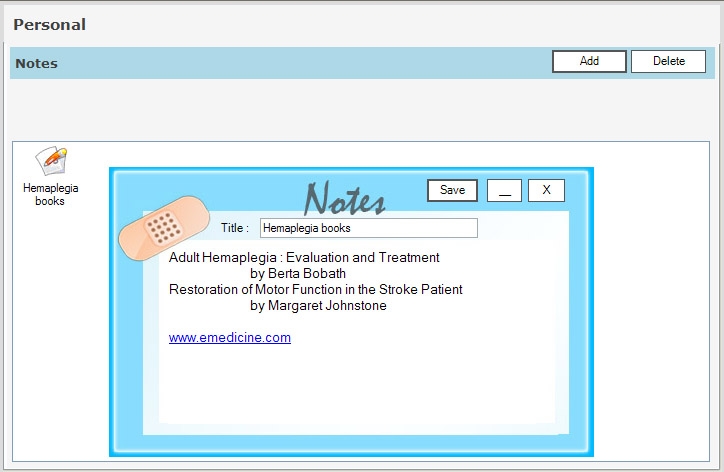 Personal
Notes
Add
Delete
Hemaplegia
books
Notes
Save
__
X
Title :
Hemaplegia books
Adult Hemaplegia : Evaluation and Treatment
by Berta Bobath
Restoration of Motor Function in the Stroke Patient
by Margaret Johnstone
www.emedicine.com